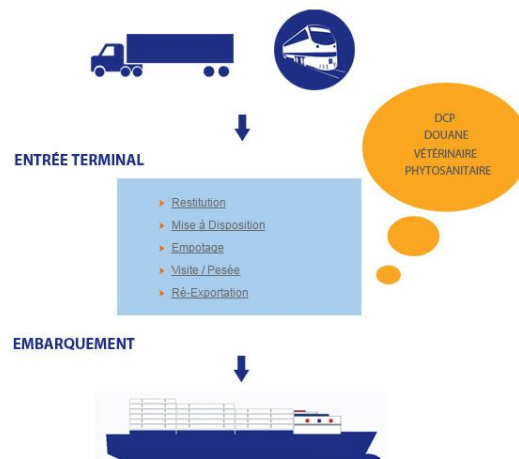 DCP
DOUANE
VÉTÉRINAIRE
PHYTOSANITAIRE
ENTRÉE TERMINAL
Restitution
Mise à Disposition
Empotage
Visite / Pesée
Ré-Exportation
EMBARQUEMENT